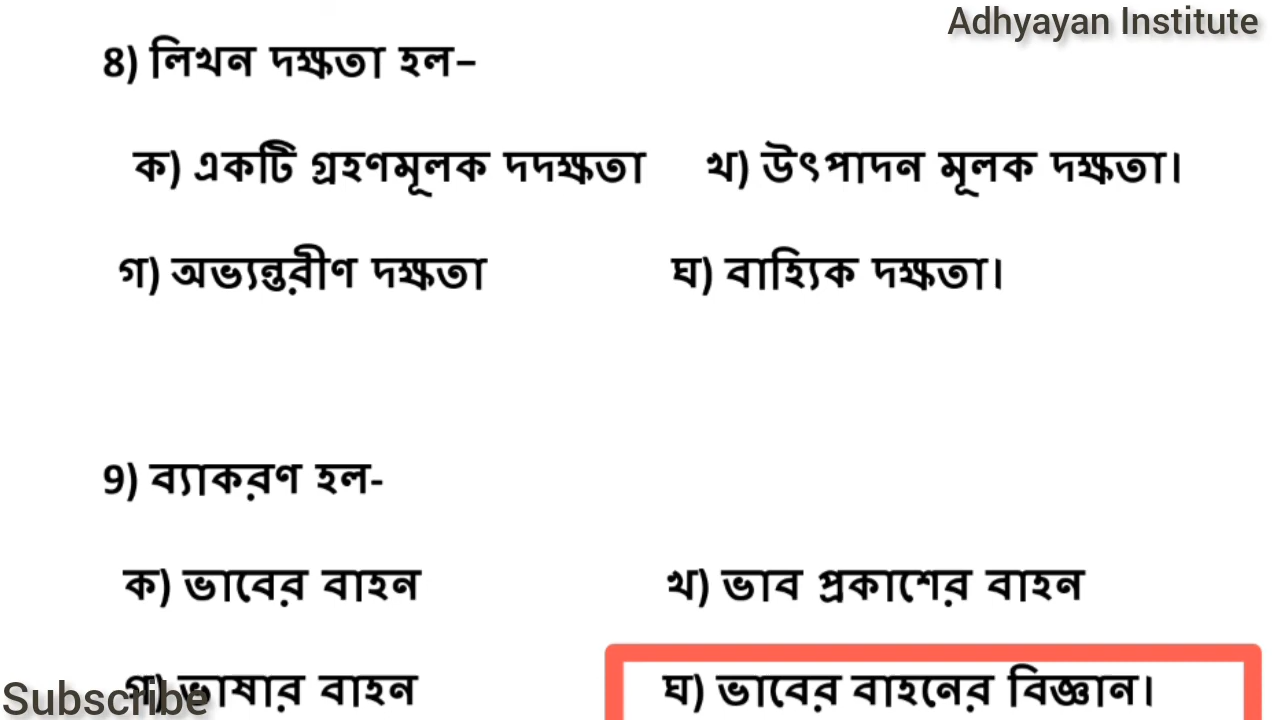 Adhyayan Institute
8) লিখন দক্ষতা হল–
ক) একটি গ্রহণমূলক দদক্ষতা খ) উৎপাদন মূলক দক্ষতা।
গ) অভ্যন্তরীণ দক্ষতা ঘ) বাহ্যিক দক্ষতা।
9) ব্যাকরণ হল-
ক) ভাবের বাহন খ) ভাব প্রকাশের বাহন
গ) ভাষার বাহন ঘ) ভাবের বাহনের বিজ্ঞান।
Subscribe